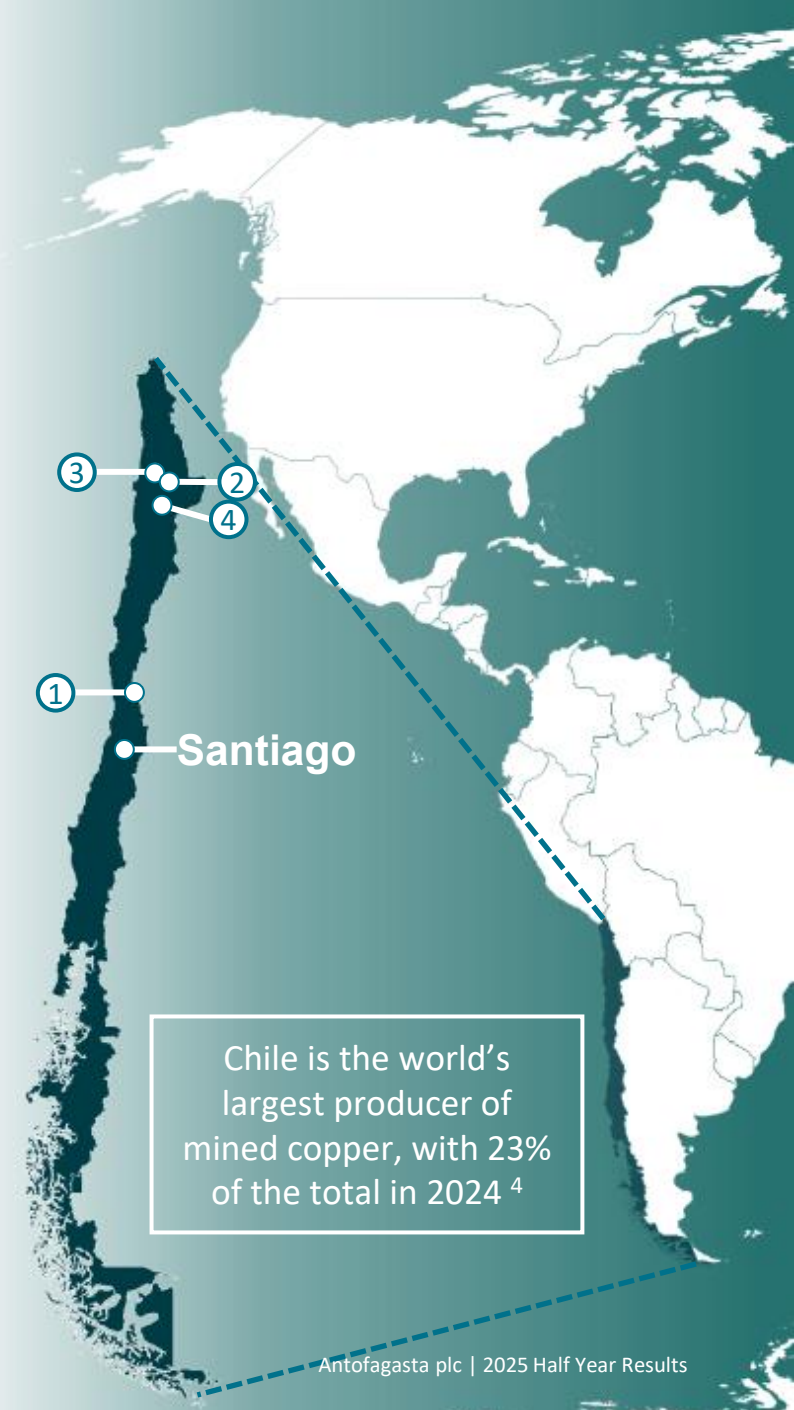 3
2
4
1
Santiago
Chile is the world’s
largest producer of
mined copper, with 23%
of the total in 2024 ⁴
Antofagasta plc | 2025 Half Year Results